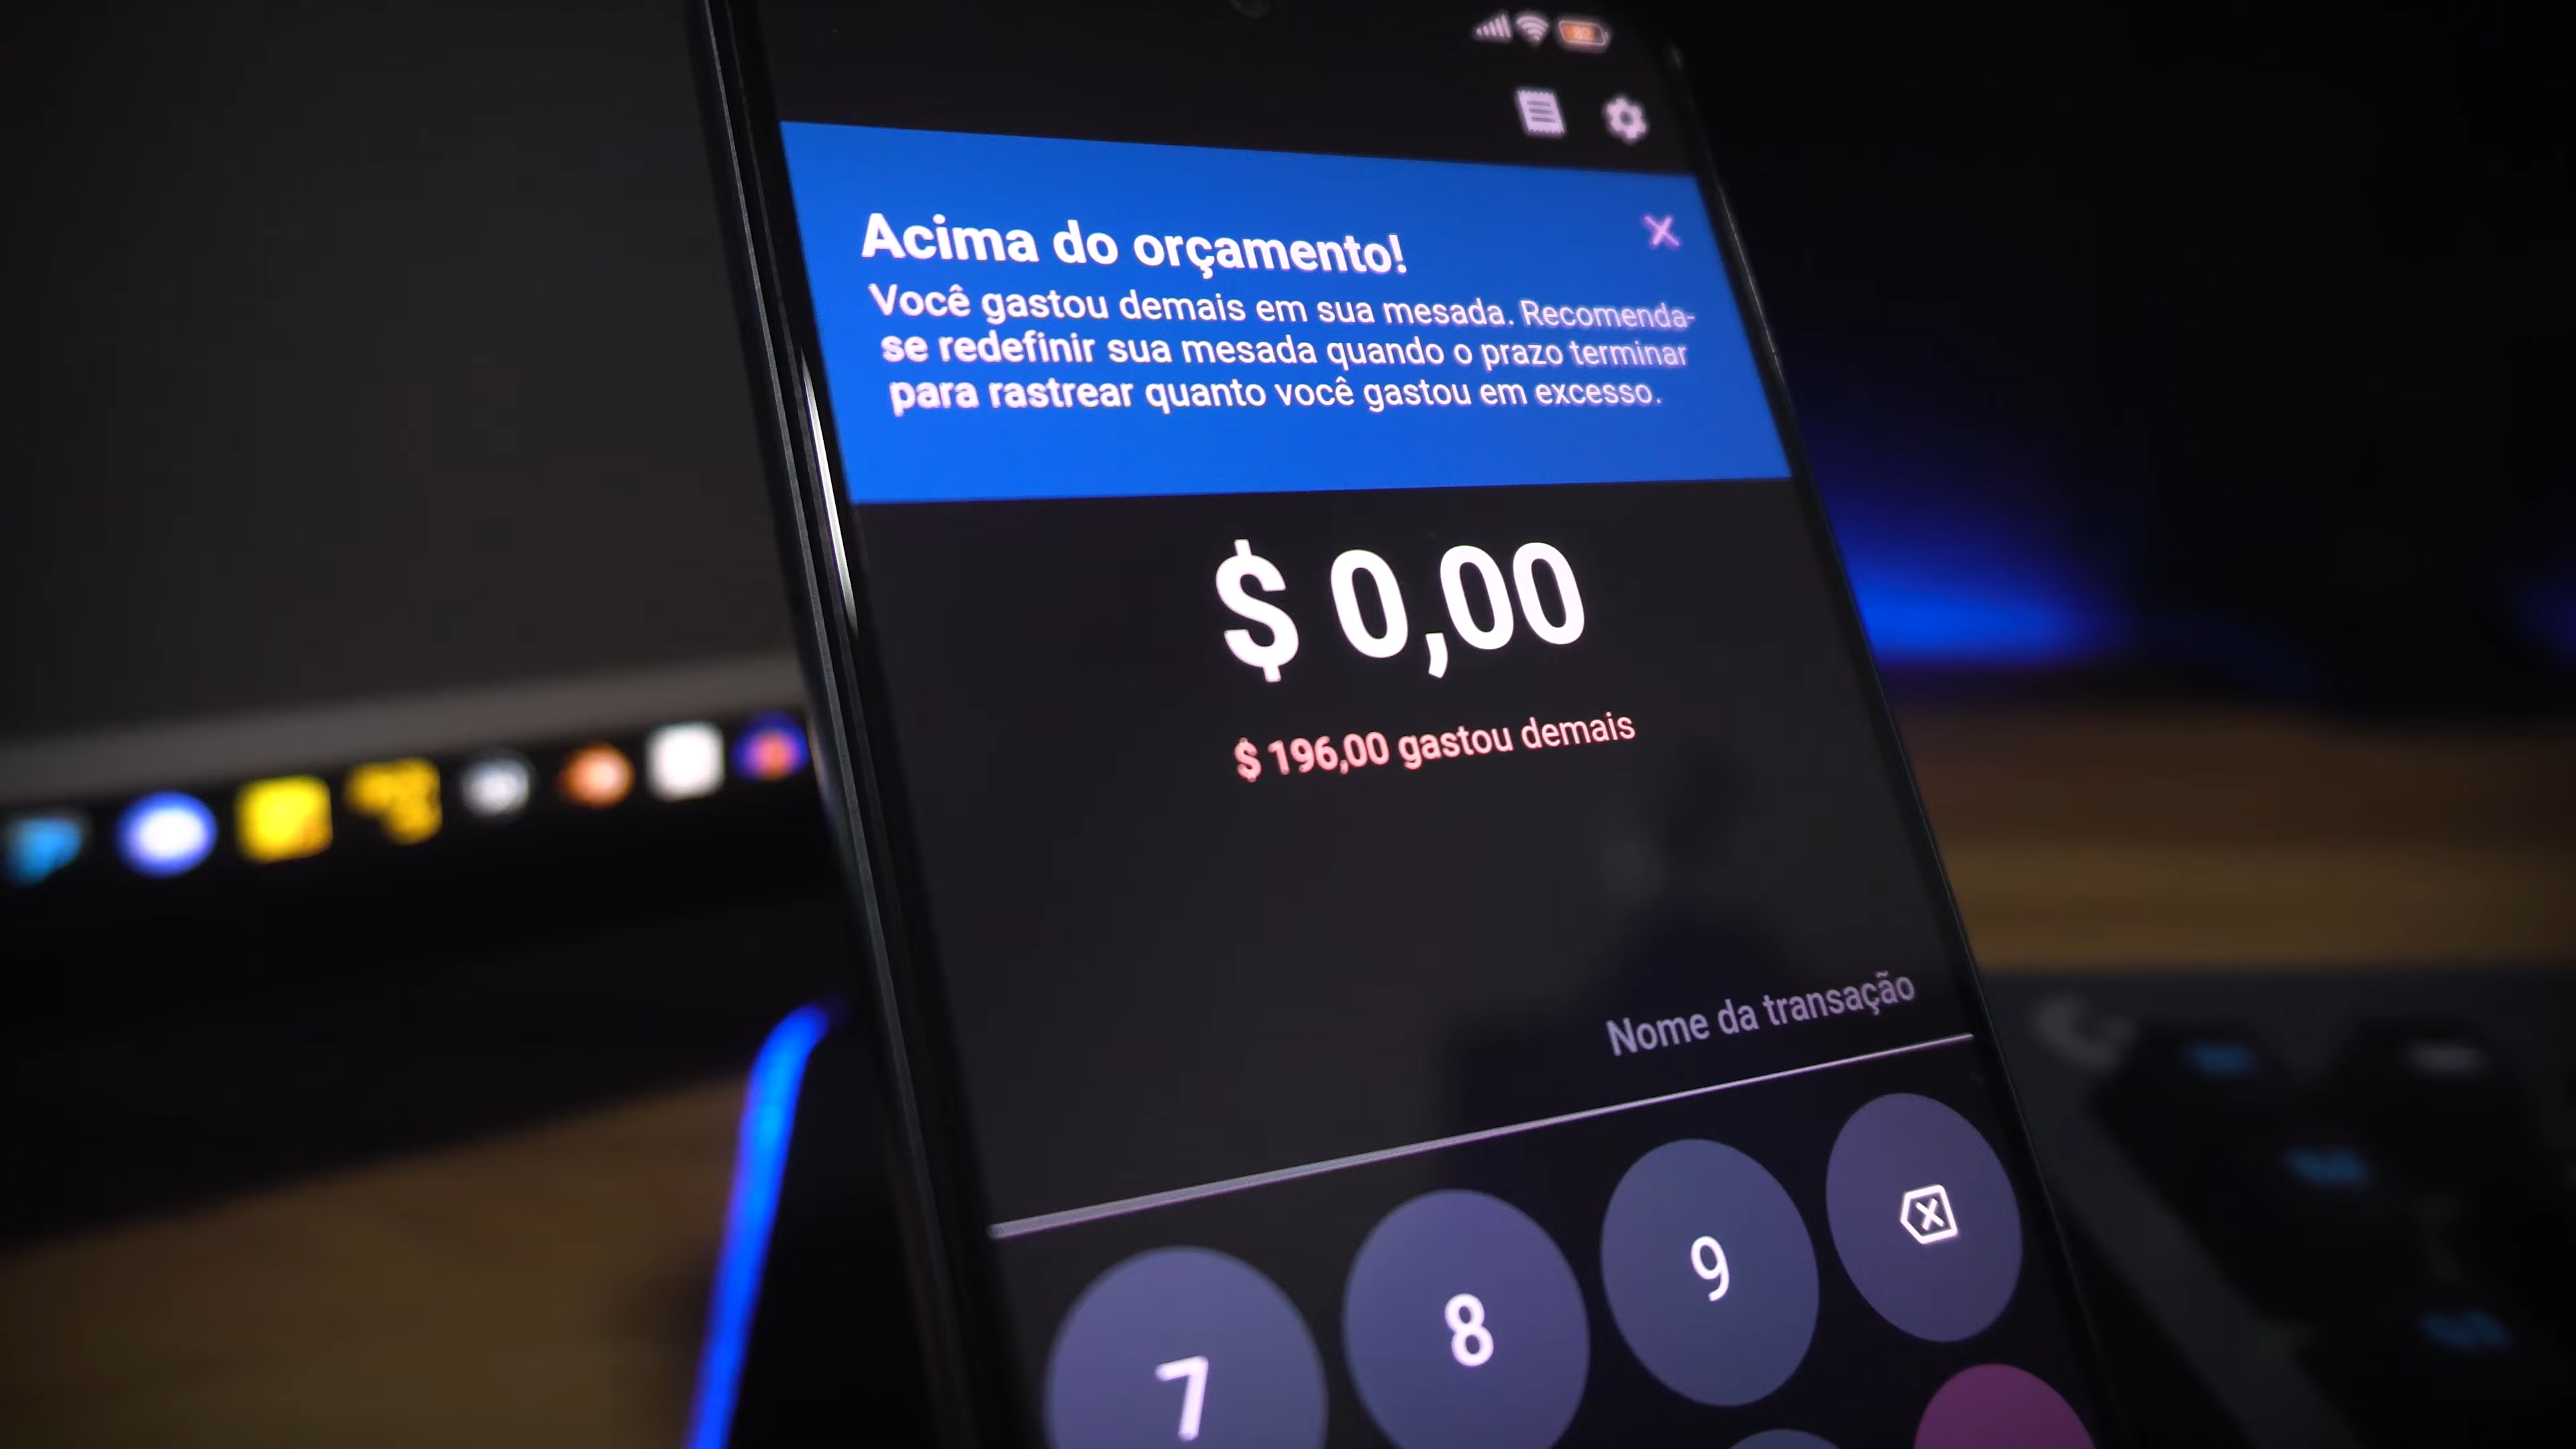 Acima do orçamento!
Você gastou demais em sua mesada. Recomenda-
se redefinir sua mesada quando o prazo terminar
para rastrear quanto você gastou em excesso.
$ 0,00
$ 196,00 gastou demais
Nome da transação
7 8 9